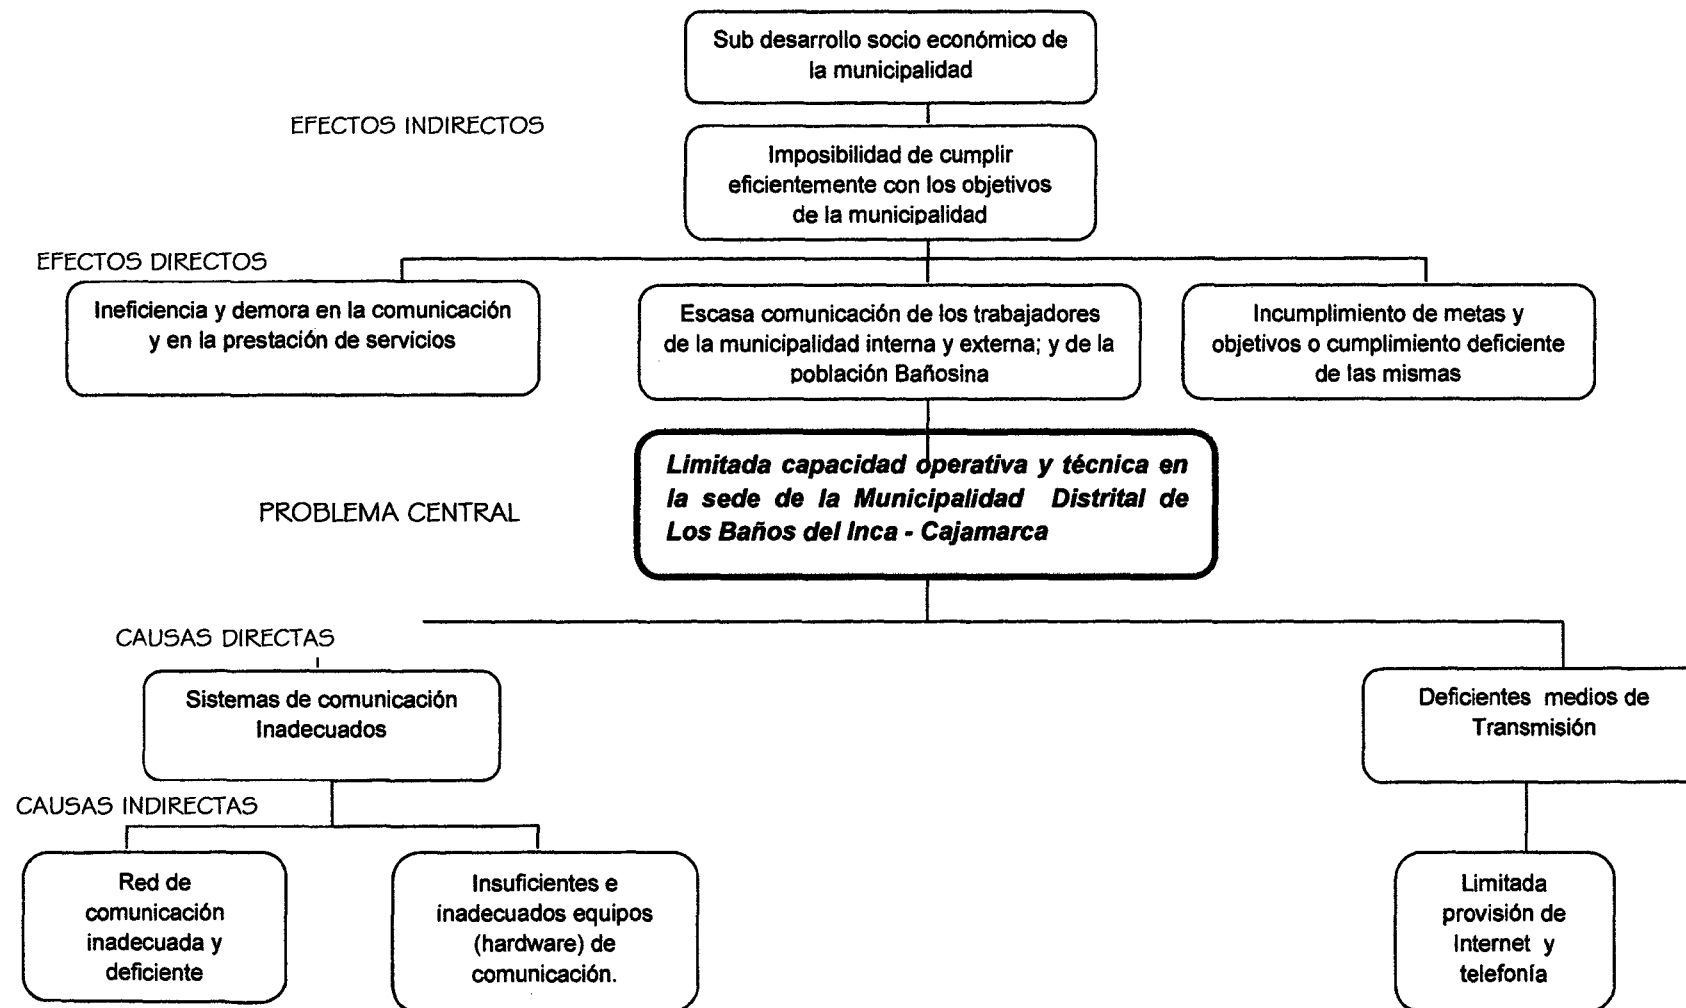 Sub desarrollo socio económico de
la municipalidad
EFECTOS INDIRECTOS
Imposibilidad de cumplir
eficientemente con los objetivos
de la municipalidad
EFECTOS DIRECTOS
Ineficiencia y demora en la comunicación
y en la prestación de servicios
Escasa comunicación de los trabajadores
de la municipalidad interna y externa; y de la
población Bañosina
Incumplimiento de metas y
objetivos o cumplimiento deficiente
de las mismas
PROBLEMA CENTRAL
Limitada capacidad operativa y técnica en
la sede de la Municipalidad Distrital de
Los Baños del Inca - Cajamarca
CAUSAS DIRECTAS
Sistemas de comunicación
Inadecuados
Deficientes medios de
Transmisión
CAUSAS INDIRECTAS
Red de
comunicación
inadecuada y
deficiente
Insuficientes e
inadecuados equipos
(hardware) de
comunicación.
Limitada
provisión de
Internet y
telefonía